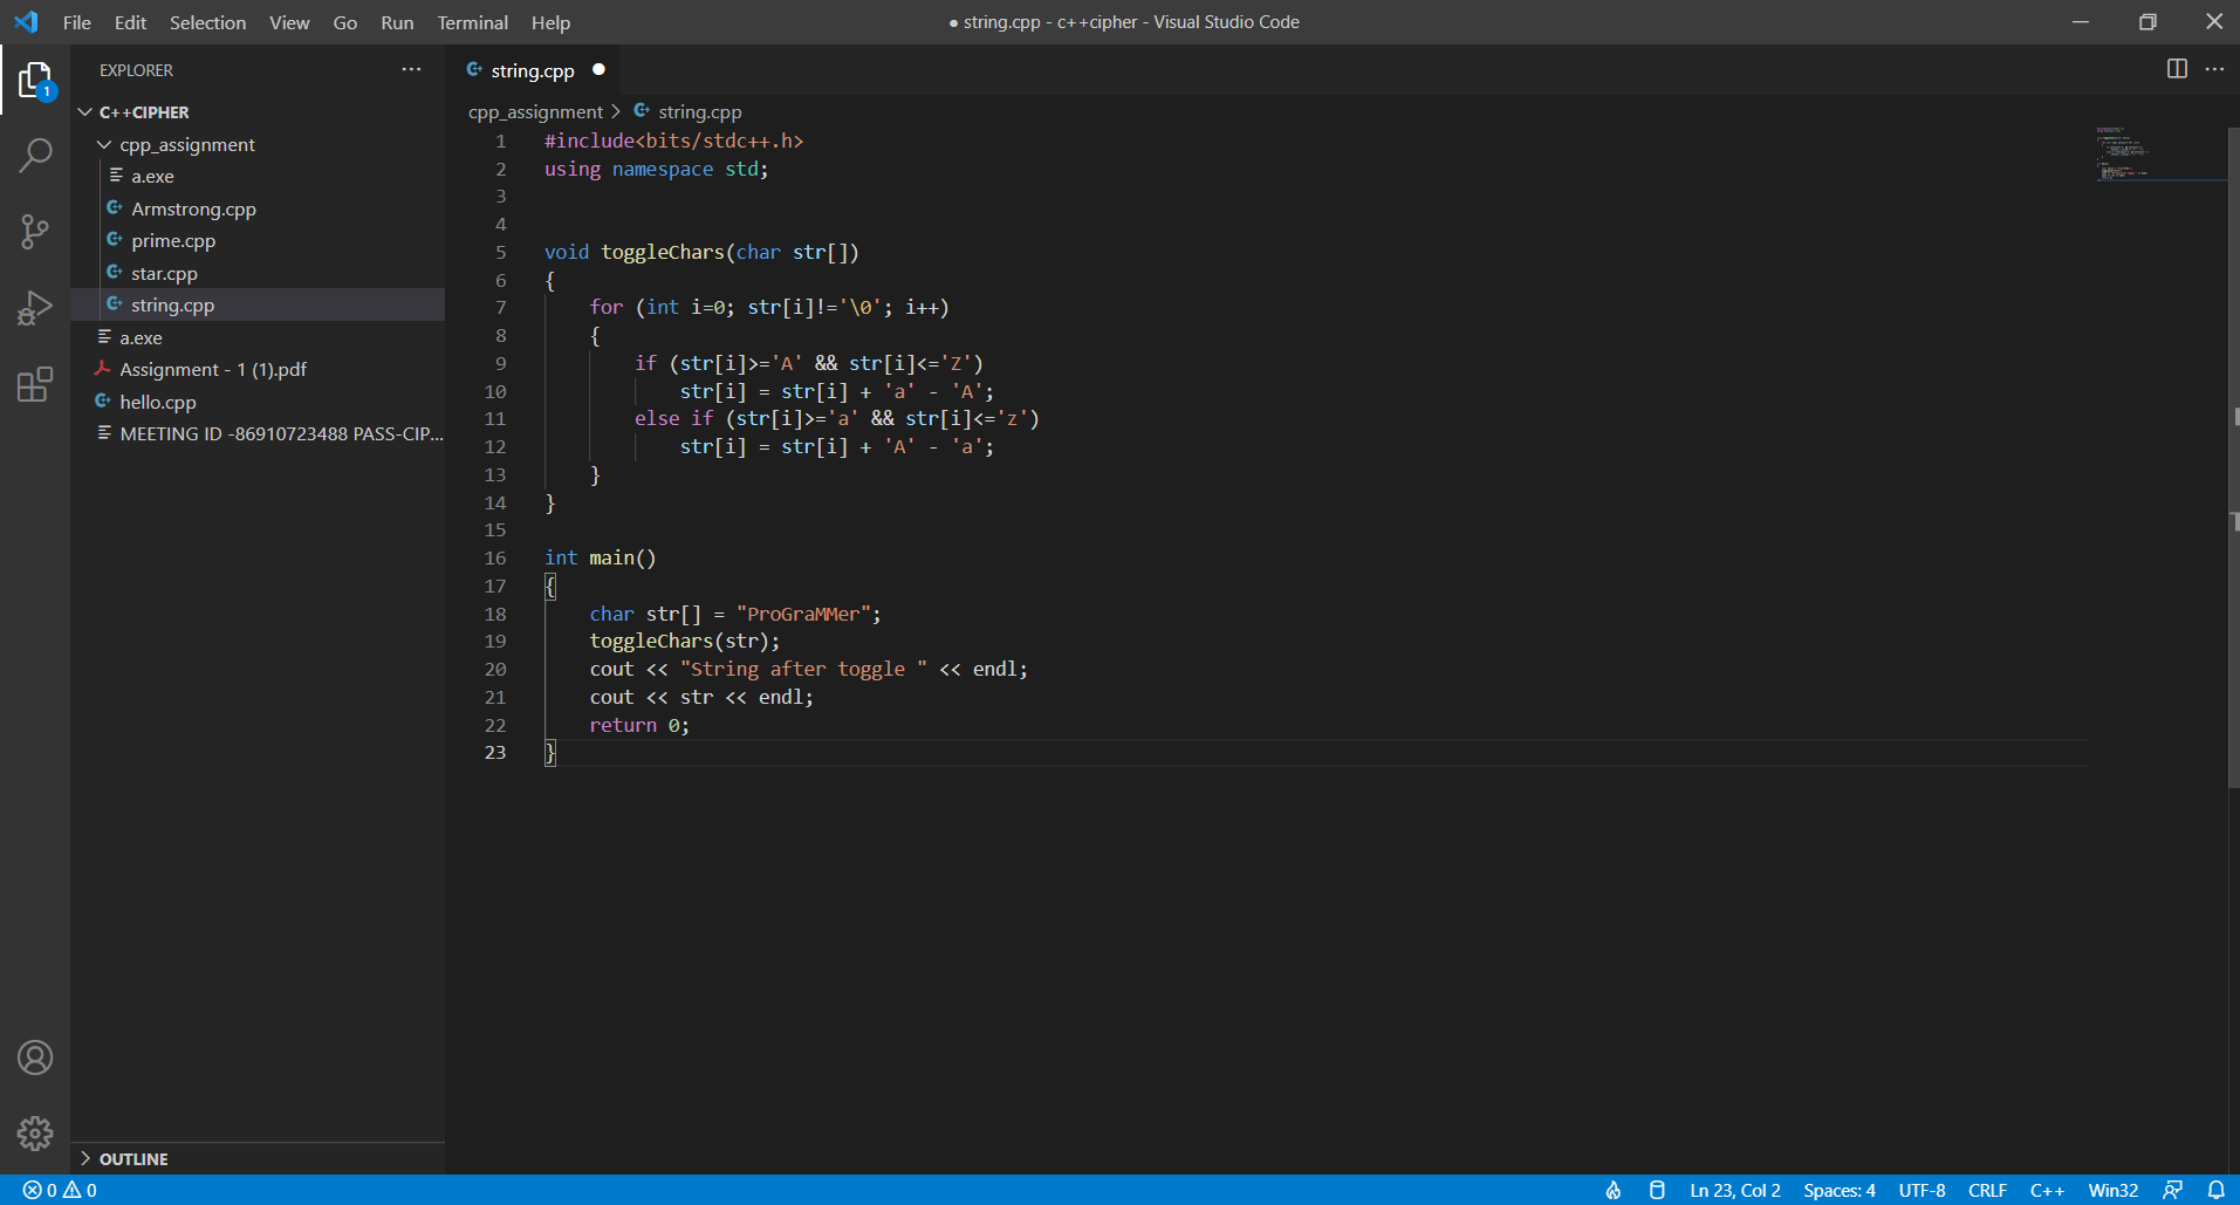 File Edit Selection View Go Run Terminal Help
● string.cpp - c++cipher - Visual Studio Code
1
EXPLORER
C++CIPHER
cpp_assignment
a.exe
Armstrong.cpp
prime.cpp
star.cpp
string.cpp
a.exe
Assignment - 1 (1).pdf
hello.cpp
MEETING ID -86910723488 PASS-CIP...
OUTLINE
string.cpp
cpp_assignment > string.cpp
1 #include<bits/stdc++.h>
2 using namespace std;
3
4
5 void toggleChars(char str[])
6 {
7     for (int i=0; str[i]!='\0'; i++)
8     {
9         if (str[i]>='A' && str[i]<='Z')
10             str[i] = str[i] + 'a' - 'A';
11         else if (str[i]>='a' && str[i]<='z')
12             str[i] = str[i] + 'A' - 'a';
13     }
14 }
15
16 int main()
17 {
18     char str[] = "ProGraMMer";
19     toggleChars(str);
20     cout << "String after toggle " << endl;
21     cout << str << endl;
22     return 0;
23 }
0 0
Ln 23, Col 2 Spaces: 4 UTF-8 CRLF C++ Win32